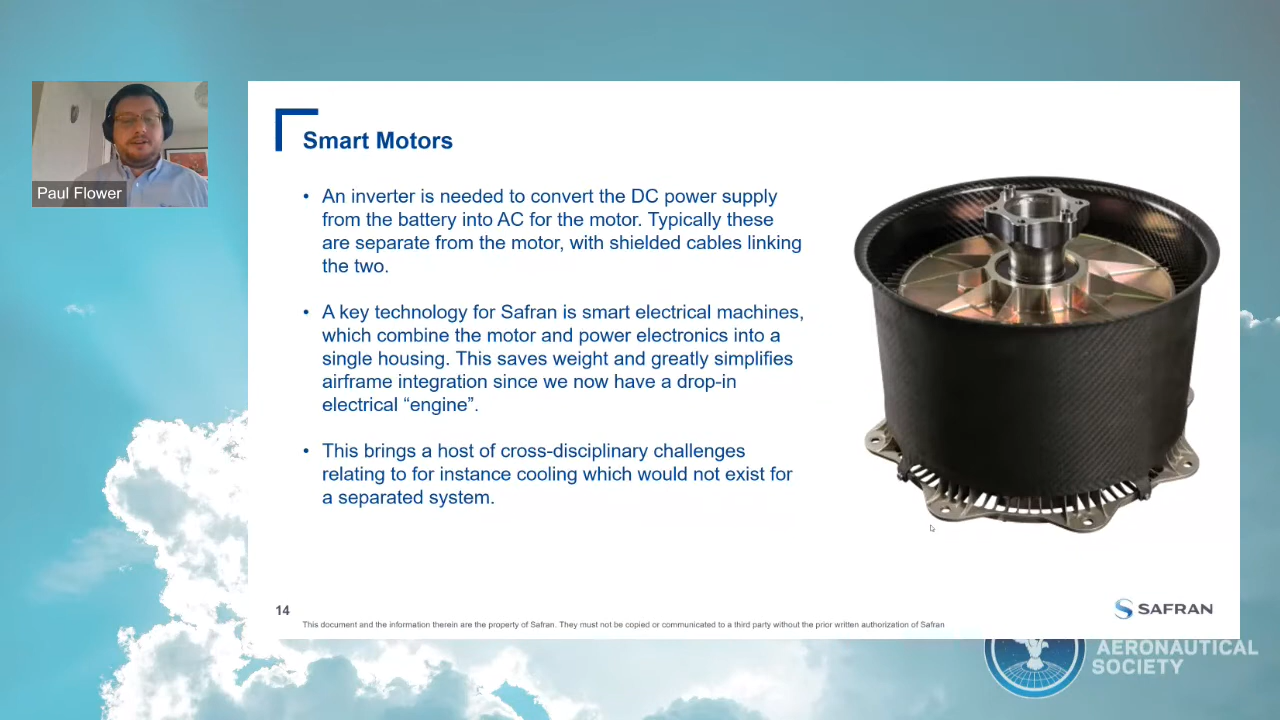 Paul Flower
Smart Motors
• An inverter is needed to convert the DC power supply
from the battery into AC for the motor. Typically these
are separate from the motor, with shielded cables linking
the two.
• A key technology for Safran is smart electrical machines,
which combine the motor and power electronics into a
single housing. This saves weight and greatly simplifies
airframe integration since we now have a drop-in
electrical “engine”.
• This brings a host of cross-disciplinary challenges
relating to for instance cooling which would not exist for
a separated system.
14
SAFRAN
This document and the information therein are the property of Safran. They must not be copied or communicated to a third party without the prior written authorization of Safran
AERONAUTICAL
SOCIETY